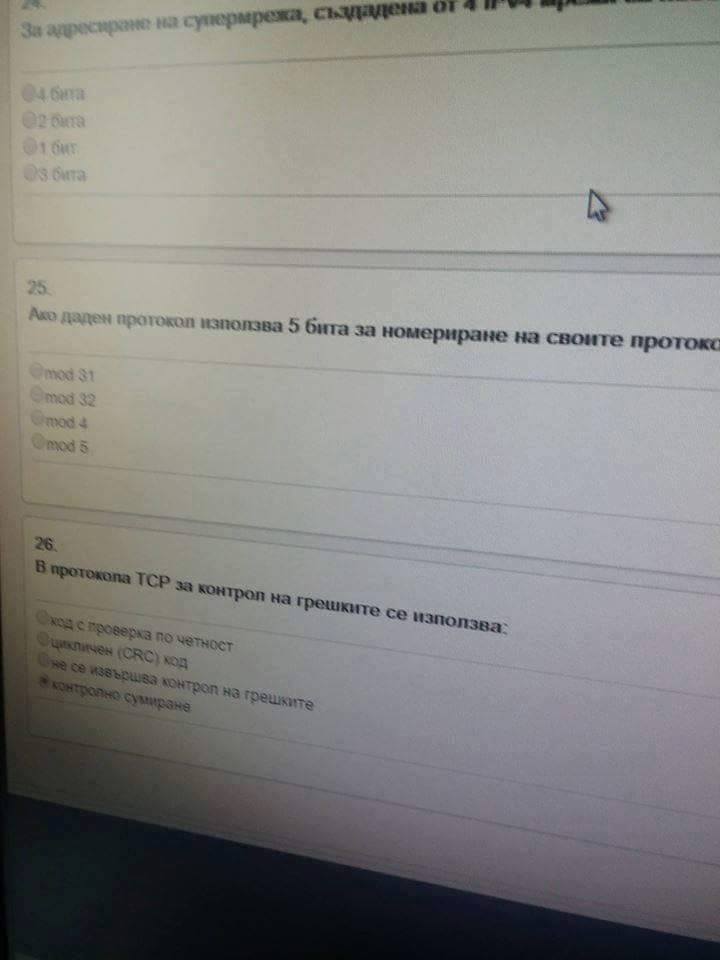 24.
За адресиране на супермрежа, създадена от 4 IPv4
4 бита
2 бита
1 бит
3 бита
25.
Ако даден протокол използва 5 бита за номериране на своите
mod 31
mod 32
mod 4
mod 5
26.
В протокола TCP за контрол на грешките се използва:
код с проверка по четност
цикличен (CRC) код
не се извършва контрол на грешките
контролно сумиране